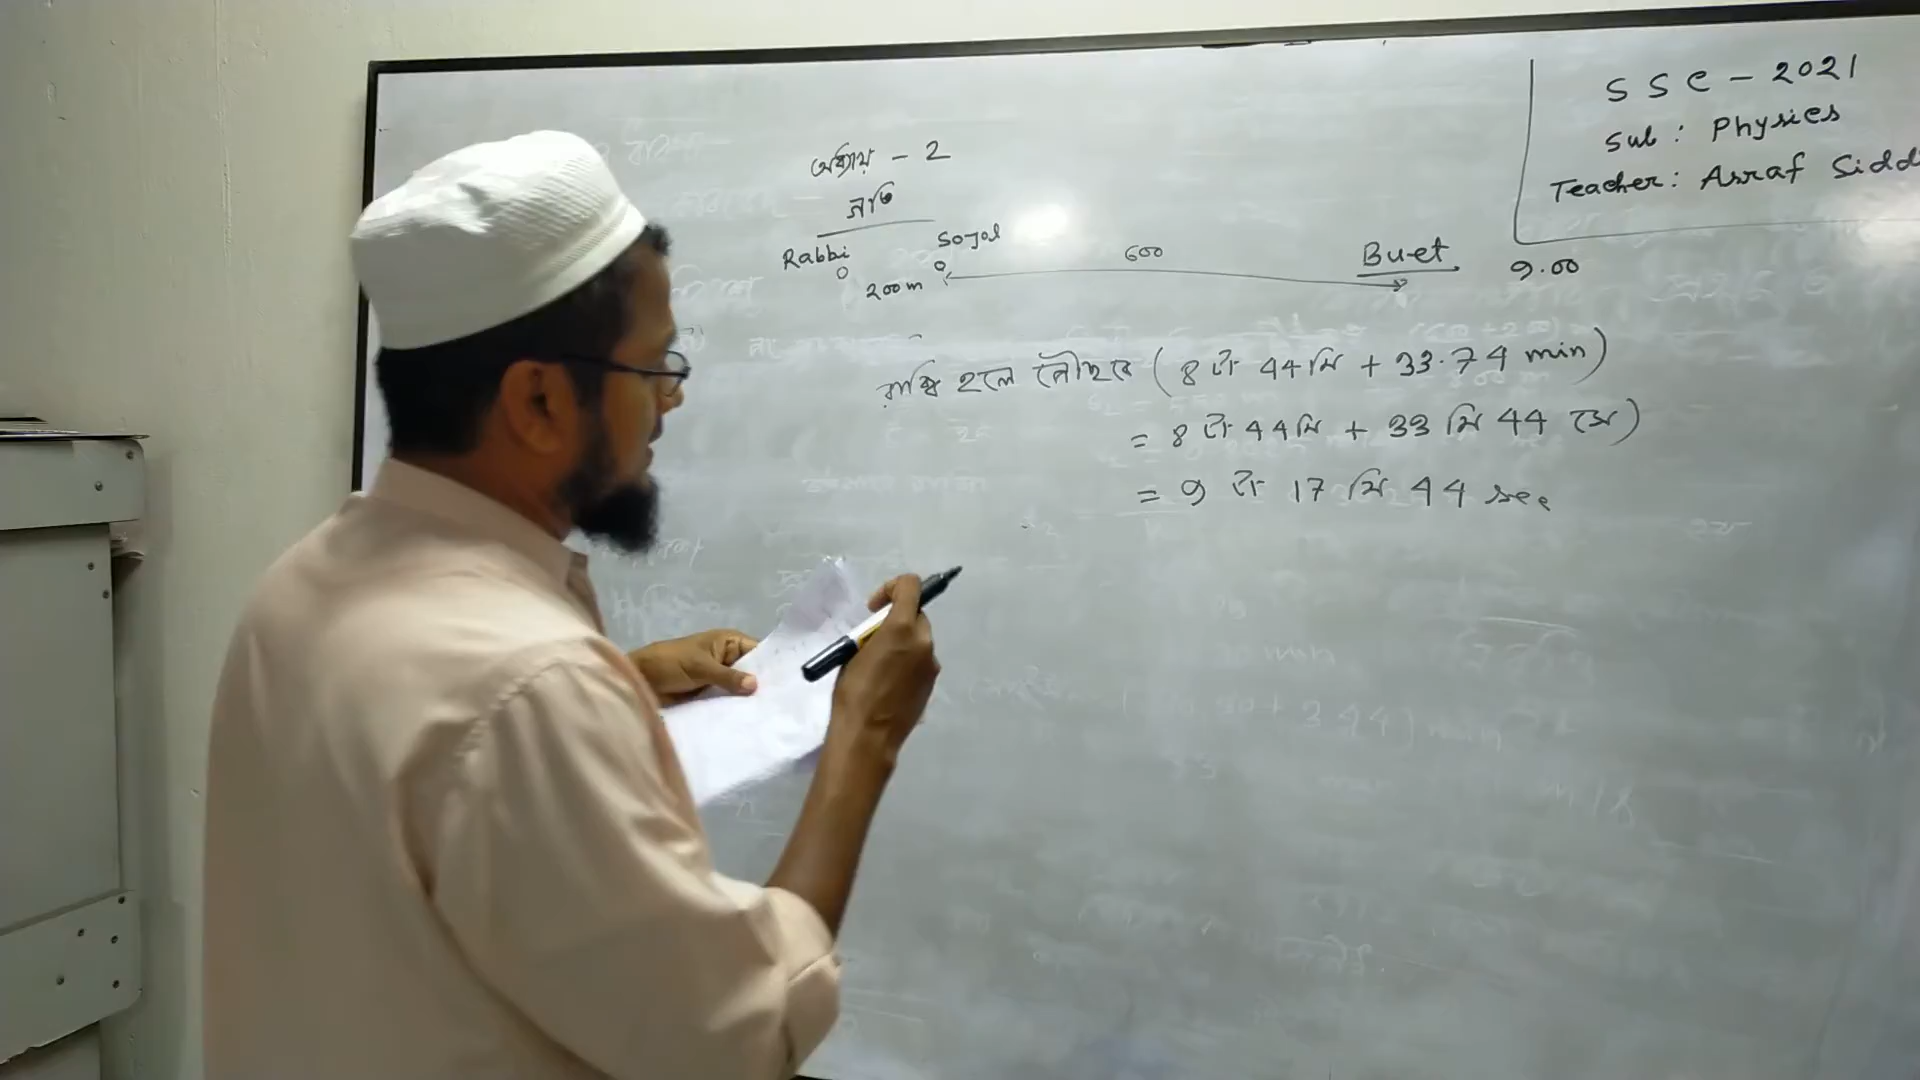 SSC - 2021
Sub : Physics
Teacher: Asraf Sidd
অধ্যায় - 2
গতি
Rabbi
Sojol
200m
600
Buet
9.00
রাব্বি হলে পৌঁছবে (8 টা 44 মি + 33.74 min)
= 8 টা 44 মি + 33 মি 44 সে)
= 9 টা 17 মি 44 sec